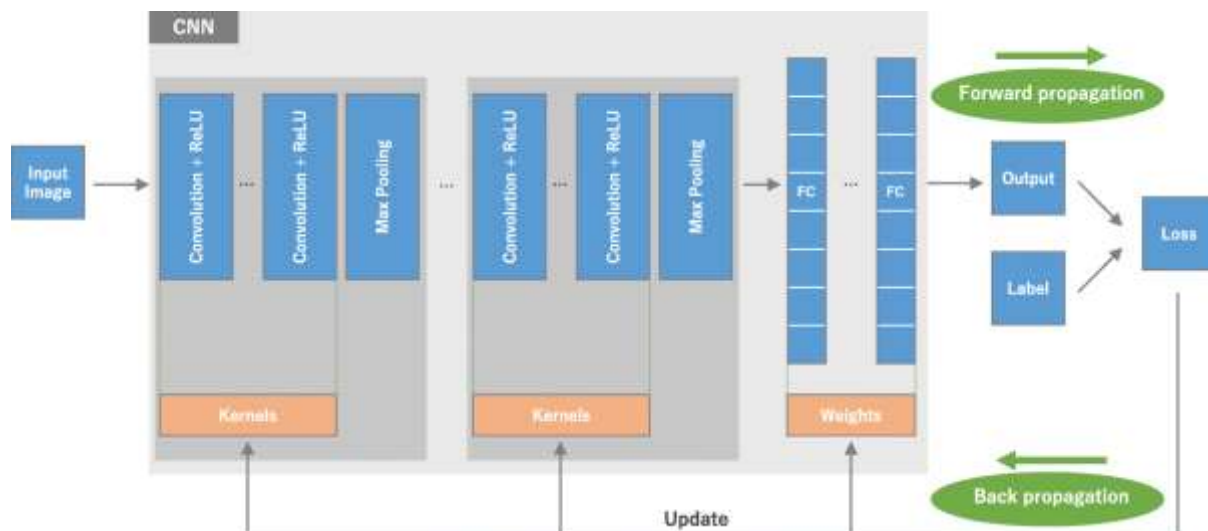 CNN
Input
Image
Convolution + ReLU
...
Convolution + ReLU
Max Pooling
...
Convolution + ReLU
...
Convolution + ReLU
Max Pooling
FC
...
FC
Forward propagation
Output
Label
Loss
Kernels
Kernels
Weights
Back propagation
Update